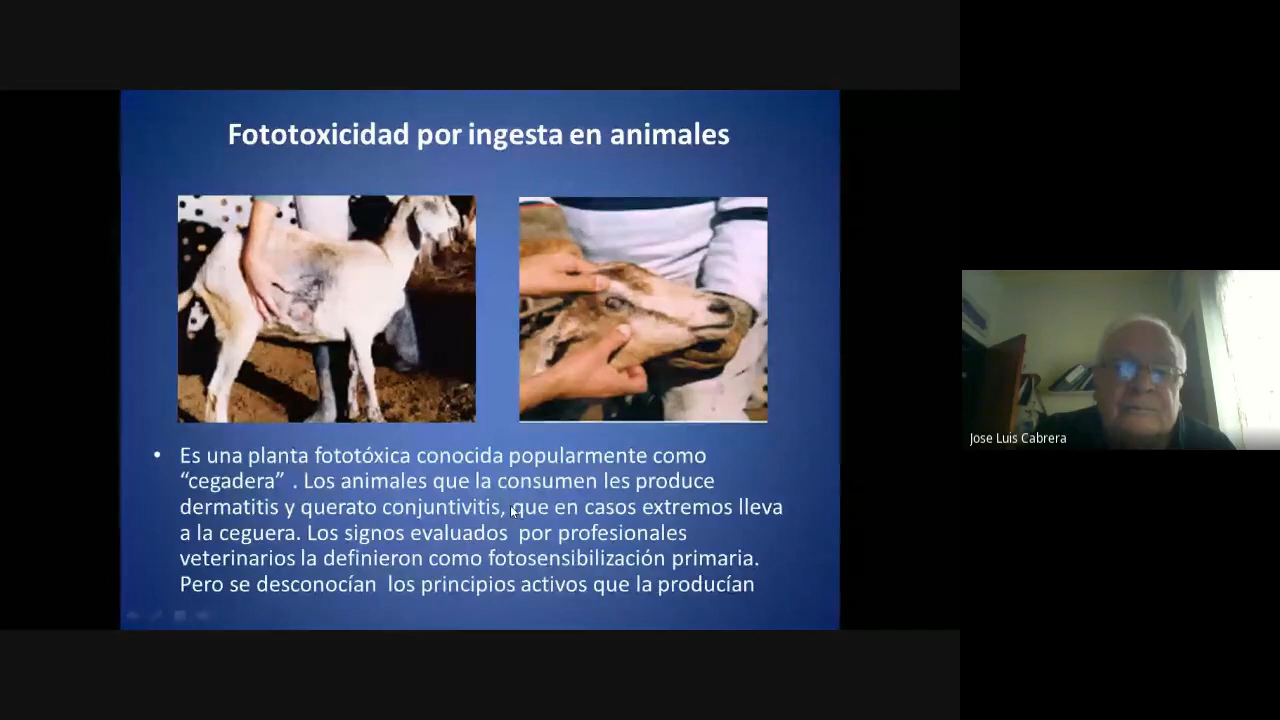 Fototoxicidad por ingesta en animales
• Es una planta fototóxica conocida popularmente como
“cegadera” . Los animales que la consumen les produce
dermatitis y querato conjuntivitis, que en casos extremos lleva
a la ceguera. Los signos evaluados  por profesionales
veterinarios la definieron como fotosensibilización primaria.
Pero se desconocían  los principios activos que la producían
Jose Luis Cabrera